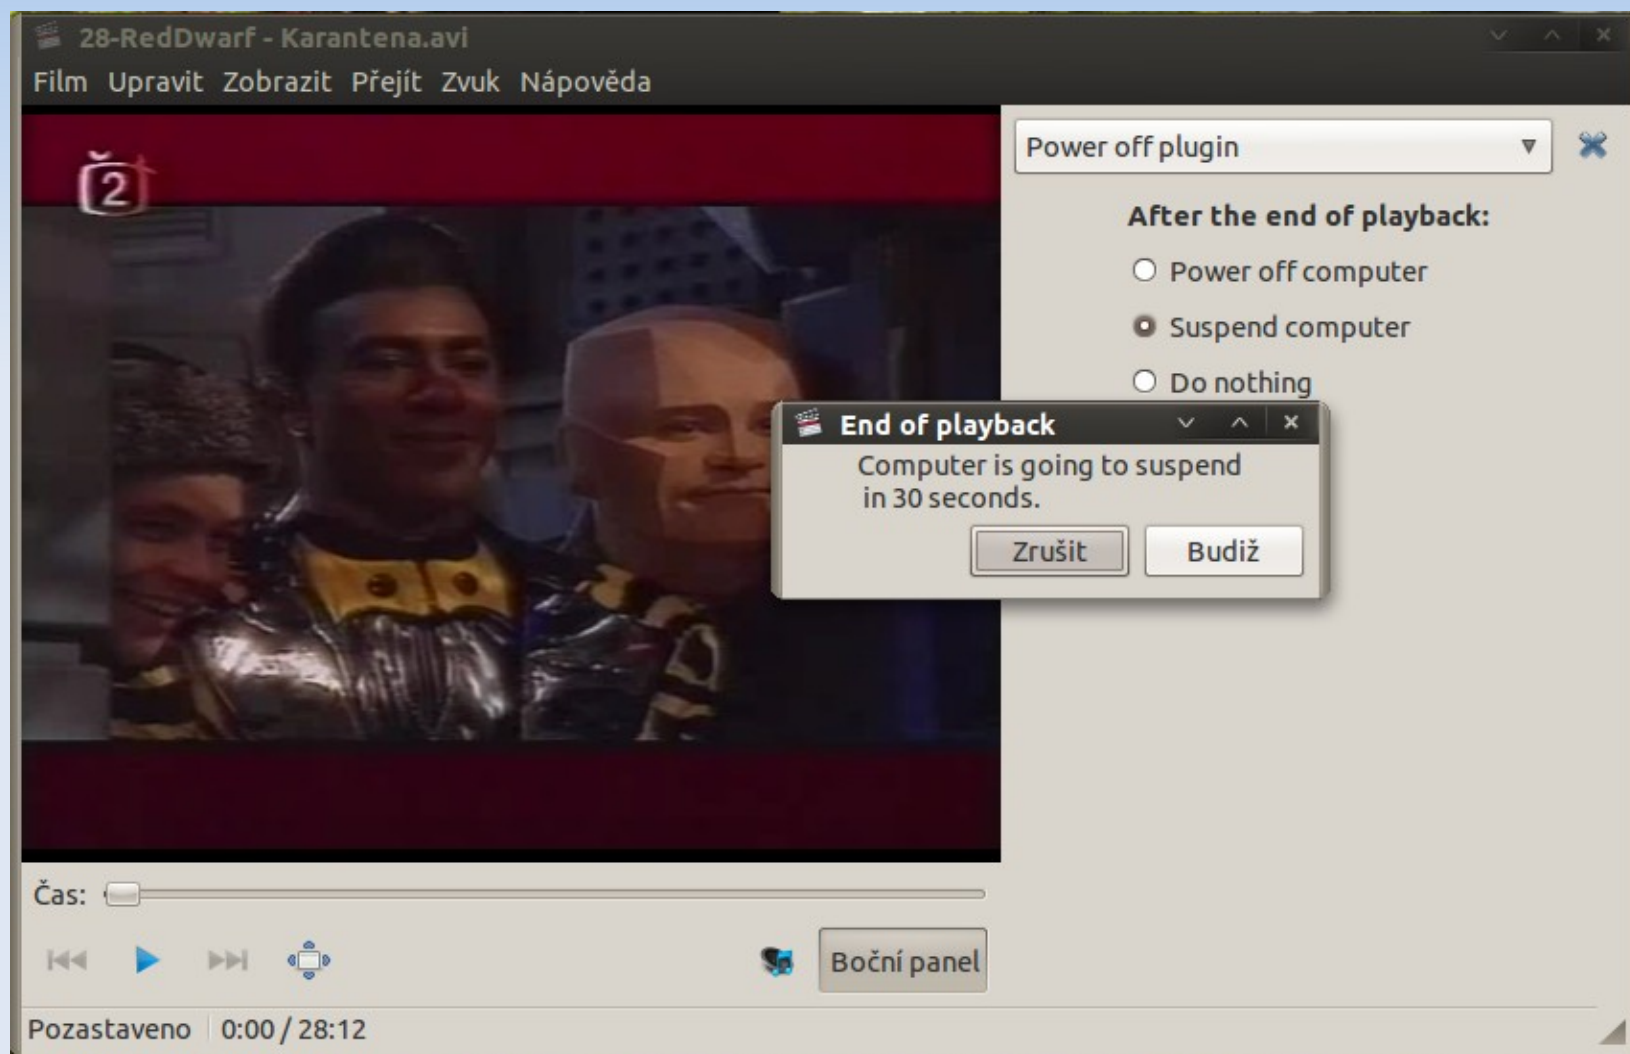 28-RedDwarf - Karantena.avi
Film Upravit Zobrazit Přejít Zvuk Nápověda
Č2
Power off plugin
After the end of playback:
Power off computer
Suspend computer
Do nothing
End of playback
Computer is going to suspend
in 30 seconds.
Zrušit Budiž
Čas:
Boční panel
Pozastaveno 0:00 / 28:12